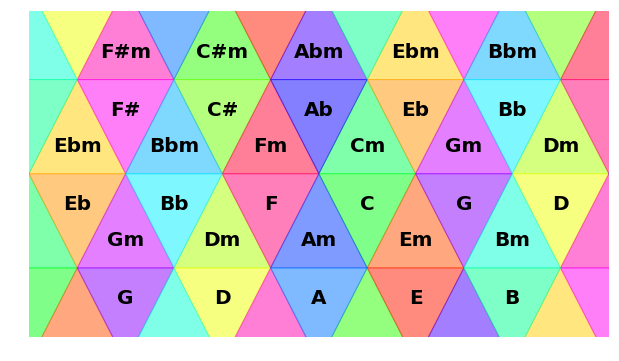 F#m C#m Abm Ebm Bbm
F# C# Ab Eb Bb
Ebm Bbm Fm Cm Gm Dm
Eb Bb F C G D
Gm Dm Am Em Bm
G D A E B